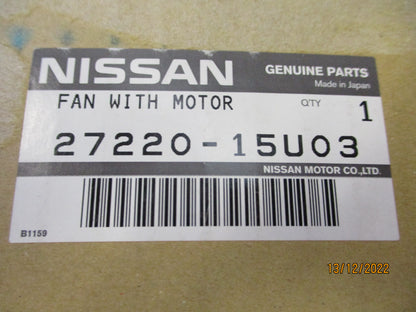 NISSAN GENUINE PARTS
Made in Japan
FAN WITH MOTOR Q'TY 1
27220-15U03
NISSAN MOTOR CO.,LTD.
B1159
13/12/2022